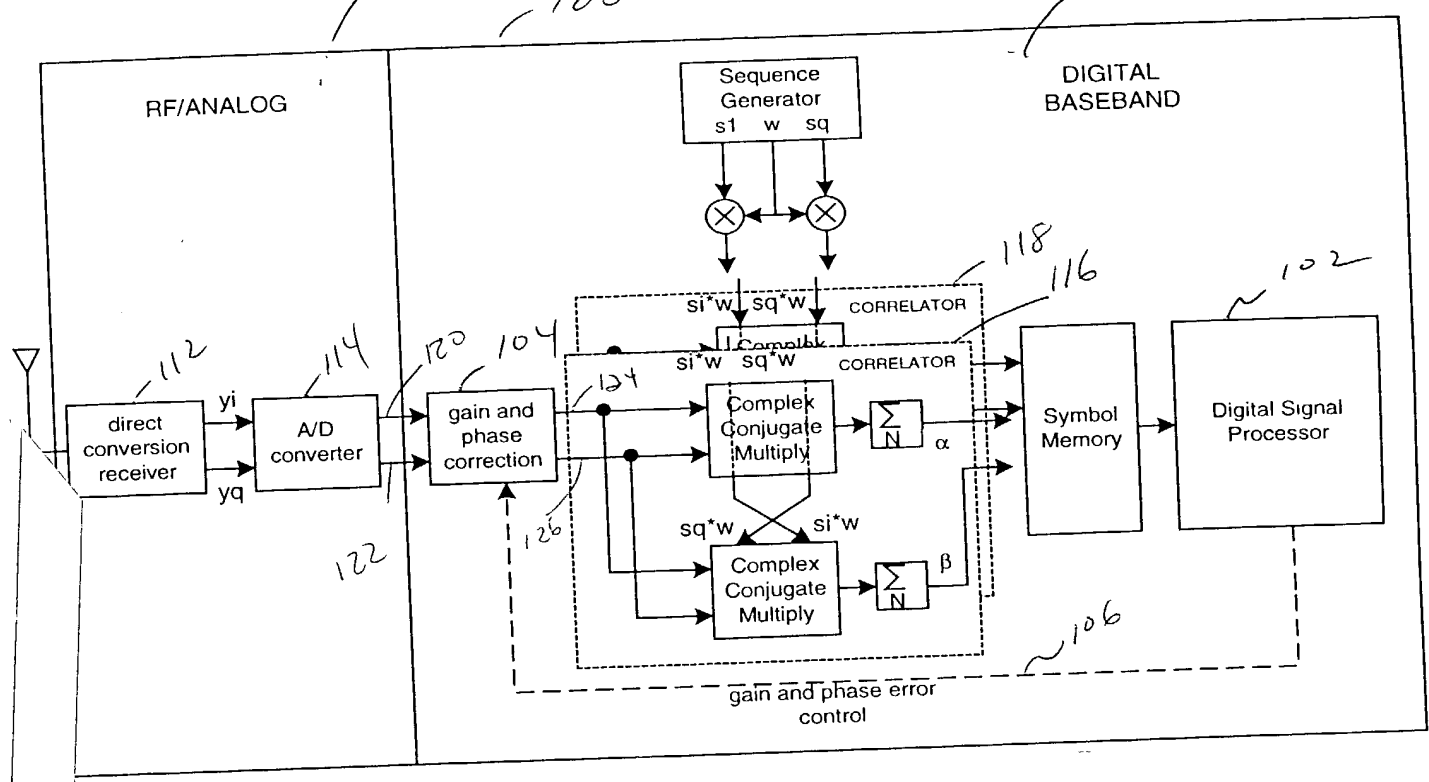 RF/ANALOG
DIGITAL
BASEBAND
Sequence
Generator
s1 w sq
118
116
102
si*w sq*w
CORRELATOR
Complex
si*w sq*w
CORRELATOR
112
114
120
104
124
direct
conversion
receiver
yi
yq
A/D
converter
gain and
phase
correction
Complex
Conjugate
Multiply
Σ
N
α
Symbol
Memory
Digital Signal
Processor
122
126
sq*w
si*w
Complex
Conjugate
Multiply
Σ
N
β
106
gain and phase error
control